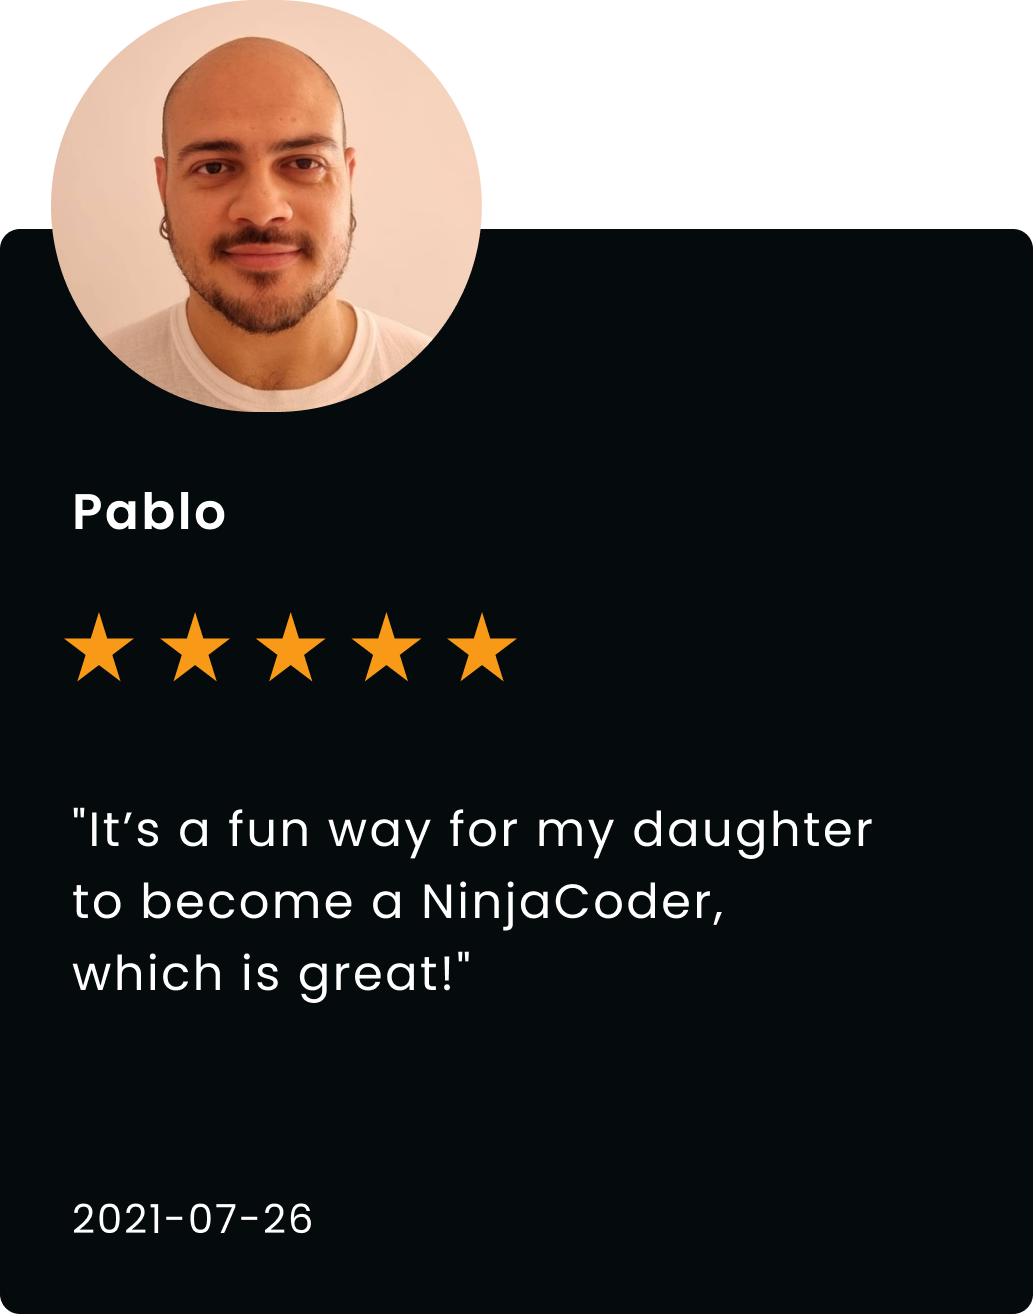 Pablo
"It’s a fun way for my daughter
to become a NinjaCoder,
which is great!"
2021-07-26